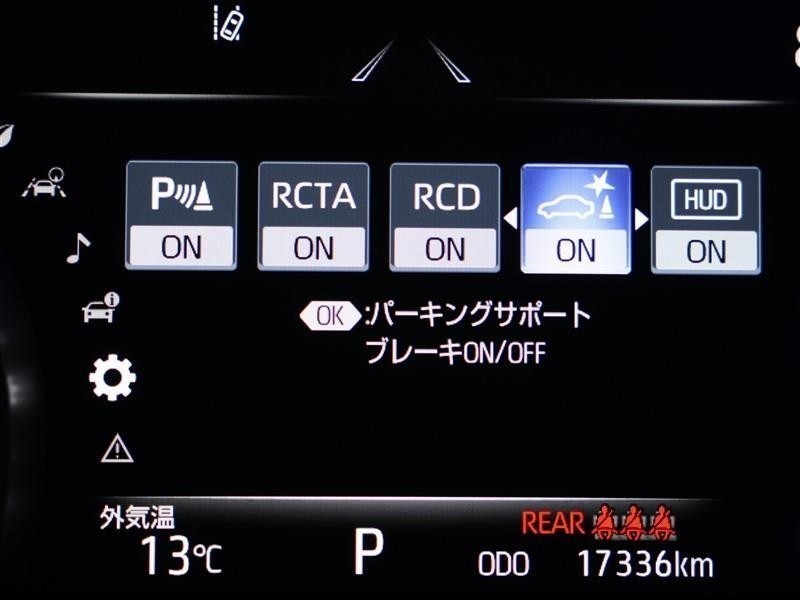 P RCTA RCD HUD
ON ON ON ON ON
OK :パーキングサポート
ブレーキON/OFF
外気温
REAR
13℃ P ODO 17336km